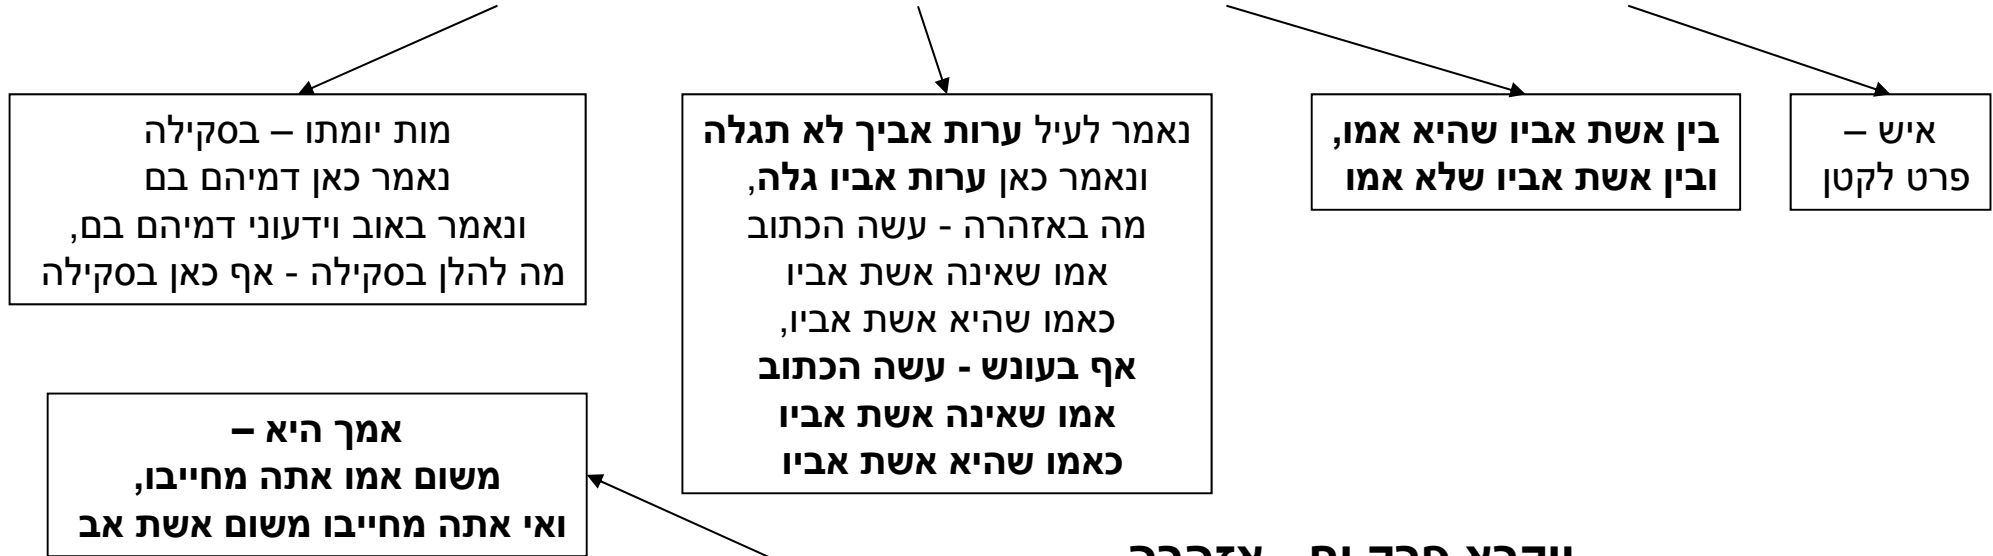 איש –
פרט לקטן
בין אשת אביו שהיא אמו,
ובין אשת אביו שלא אמו
נאמר לעיל ערות אביך לא תגלה
ונאמר כאן ערות אביו גלה,
מה באזהרה - עשה הכתוב
אמו שאינה אשת אביו
כאמו שהיא אשת אביו,
אף בעונש - עשה הכתוב
אמו שאינה אשת אביו
כאמו שהיא אשת אביו
מות יומתו – בסקילה
נאמר כאן דמיהם בם
ונאמר באוב וידעוני דמיהם בם,
מה להלן בסקילה - אף כאן בסקילה
אמך היא –
משום אמו אתה מחייבו,
ואי אתה מחייבו משום אשת אב